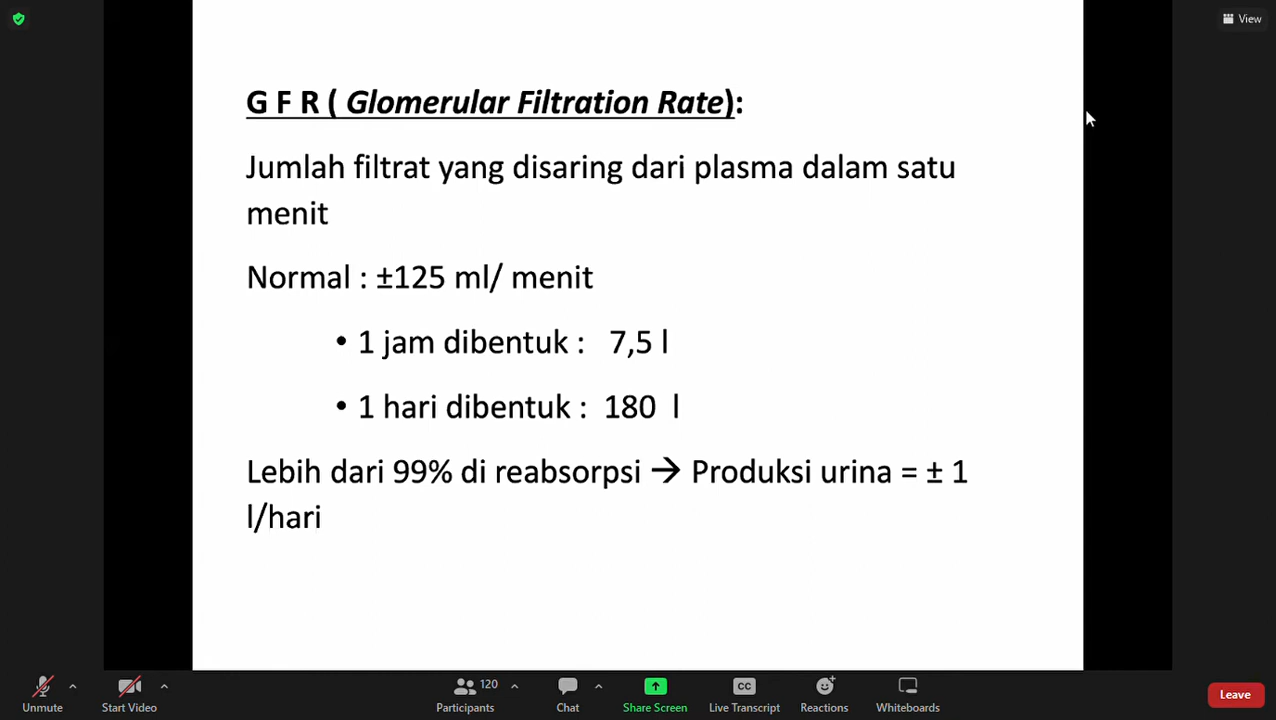 View
G F R ( Glomerular Filtration Rate):
Jumlah filtrat yang disaring dari plasma dalam satu
menit
Normal : ±125 ml/ menit
• 1 jam dibentuk : 7,5 l
• 1 hari dibentuk : 180 l
Lebih dari 99% di reabsorpsi → Produksi urina = ± 1
l/hari
120
CC
Unmute Start Video Participants Chat Share Screen Live Transcript Reactions Whiteboards Leave